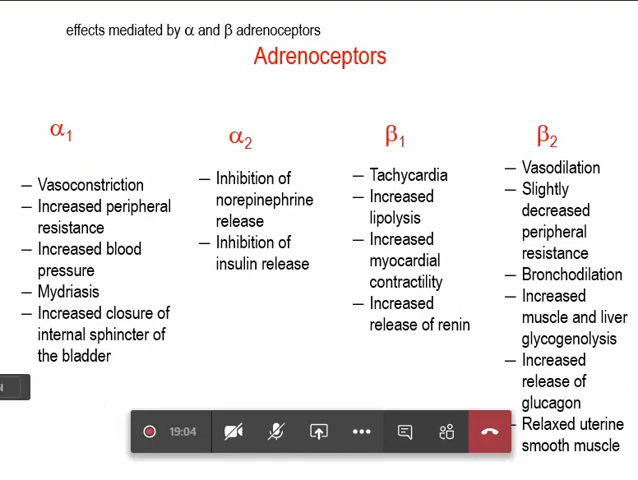 effects mediated by α and β adrenoceptors
Adrenoceptors
α1
– Vasoconstriction
– Increased peripheral
resistance
– Increased blood
pressure
– Mydriasis
– Increased closure of
internal sphincter of
the bladder
α2
– Inhibition of
norepinephrine
release
– Inhibition of
insulin release
β1
– Tachycardia
– Increased
lipolysis
– Increased
myocardial
contractility
– Increased
release of renin
β2
– Vasodilation
– Slightly
decreased
peripheral
resistance
– Bronchodilation
– Increased
muscle and liver
glycogenolysis
– Increased
release of
glucagon
– Relaxed uterine
smooth muscle
19:04